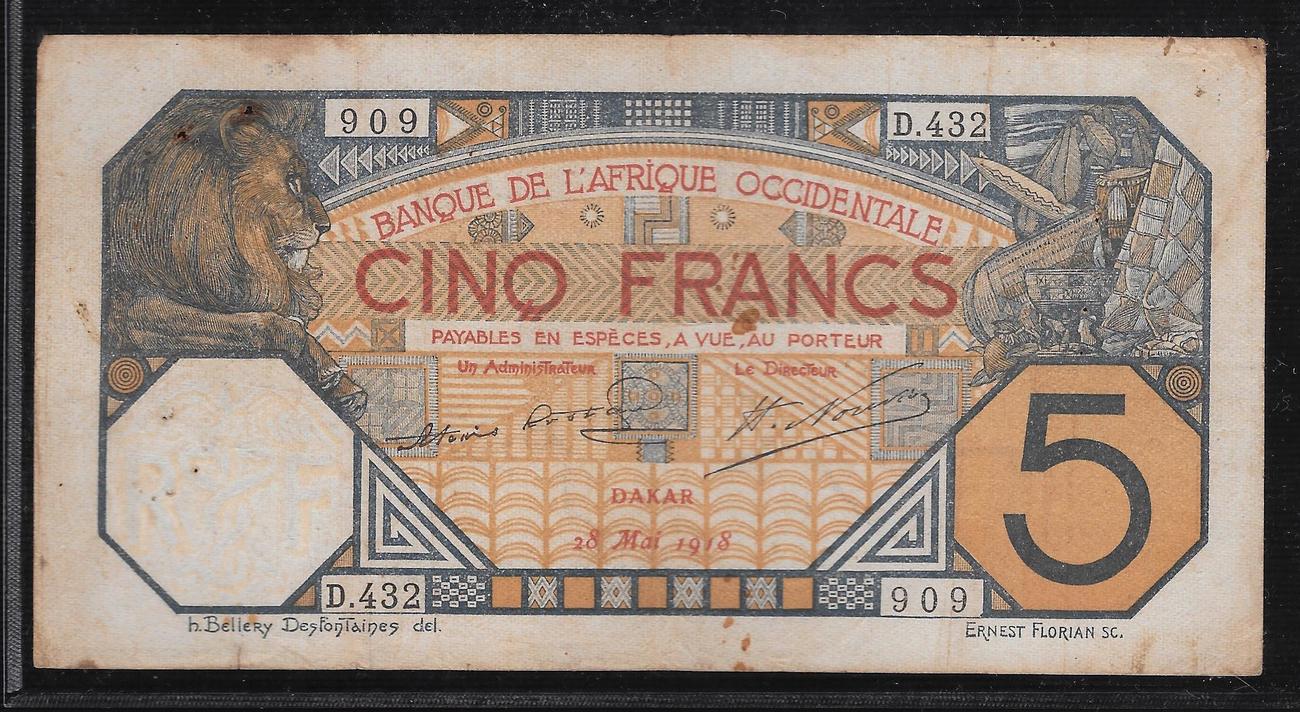 909
D.432
BANQUE DE L'AFRIQUE OCCIDENTALE
CINQ FRANCS
PAYABLES EN ESPÈCES, A VUE, AU PORTEUR
Un Administrateur
Le Directeur
DAKAR
28 Mai 1918
5
D.432
909
h. Bellery Desfontaines del.
ERNEST FLORIAN SC.